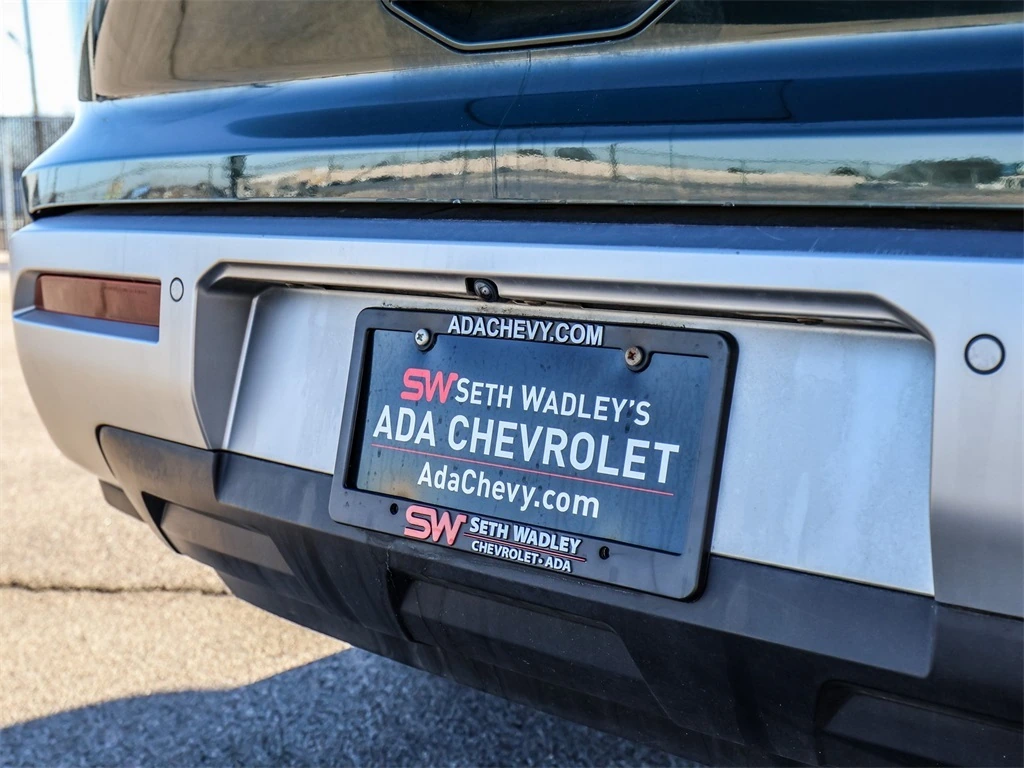 ADACHEVY.COM
SW SETH WADLEY'S
ADA CHEVROLET
AdaChevy.com
SW SETH WADLEY
CHEVROLET • ADA